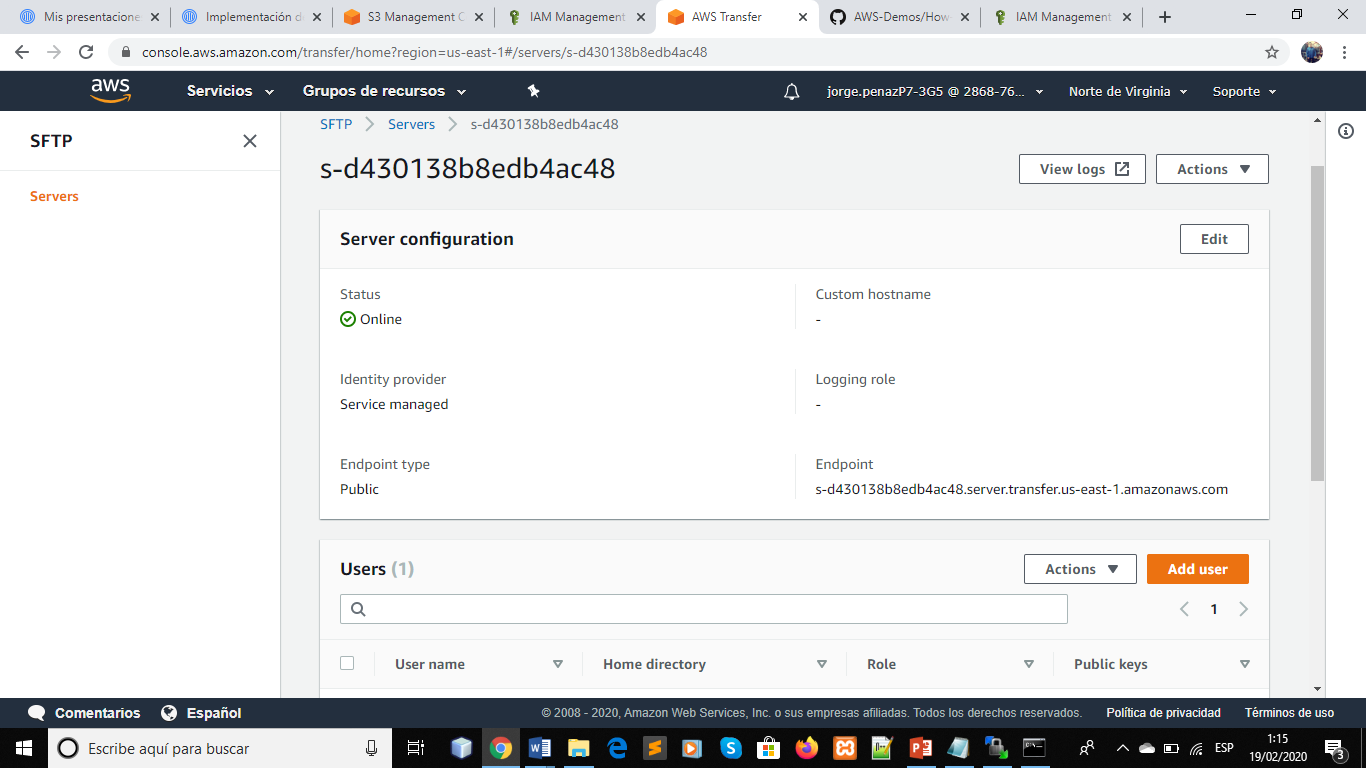 Mis presentacione
Implementación d
S3 Management C
IAM Management
AWS Transfer
AWS-Demos/How
IAM Management
console.aws.amazon.com/transfer/home?region=us-east-1#/servers/s-d430138b8edb4ac48
aws
Servicios
Grupos de recursos
jorge.penazP7-3G5 @ 2868-76...
Norte de Virginia
Soporte
SFTP
Servers
SFTP
Servers
s-d430138b8edb4ac48
s-d430138b8edb4ac48
View logs
Actions
Server configuration
Edit
Status
Online
Custom hostname
-
Identity provider
Service managed
Logging role
-
Endpoint type
Public
Endpoint
s-d430138b8edb4ac48.server.transfer.us-east-1.amazonaws.com
Users (1)
Actions
Add user
1
User name
Home directory
Role
Public keys
Comentarios
Español
© 2008 - 2020, Amazon Web Services, Inc. o sus empresas afiliadas. Todos los derechos reservados.
Política de privacidad
Términos de uso
Escribe aquí para buscar
ESP
1:15
19/02/2020
3